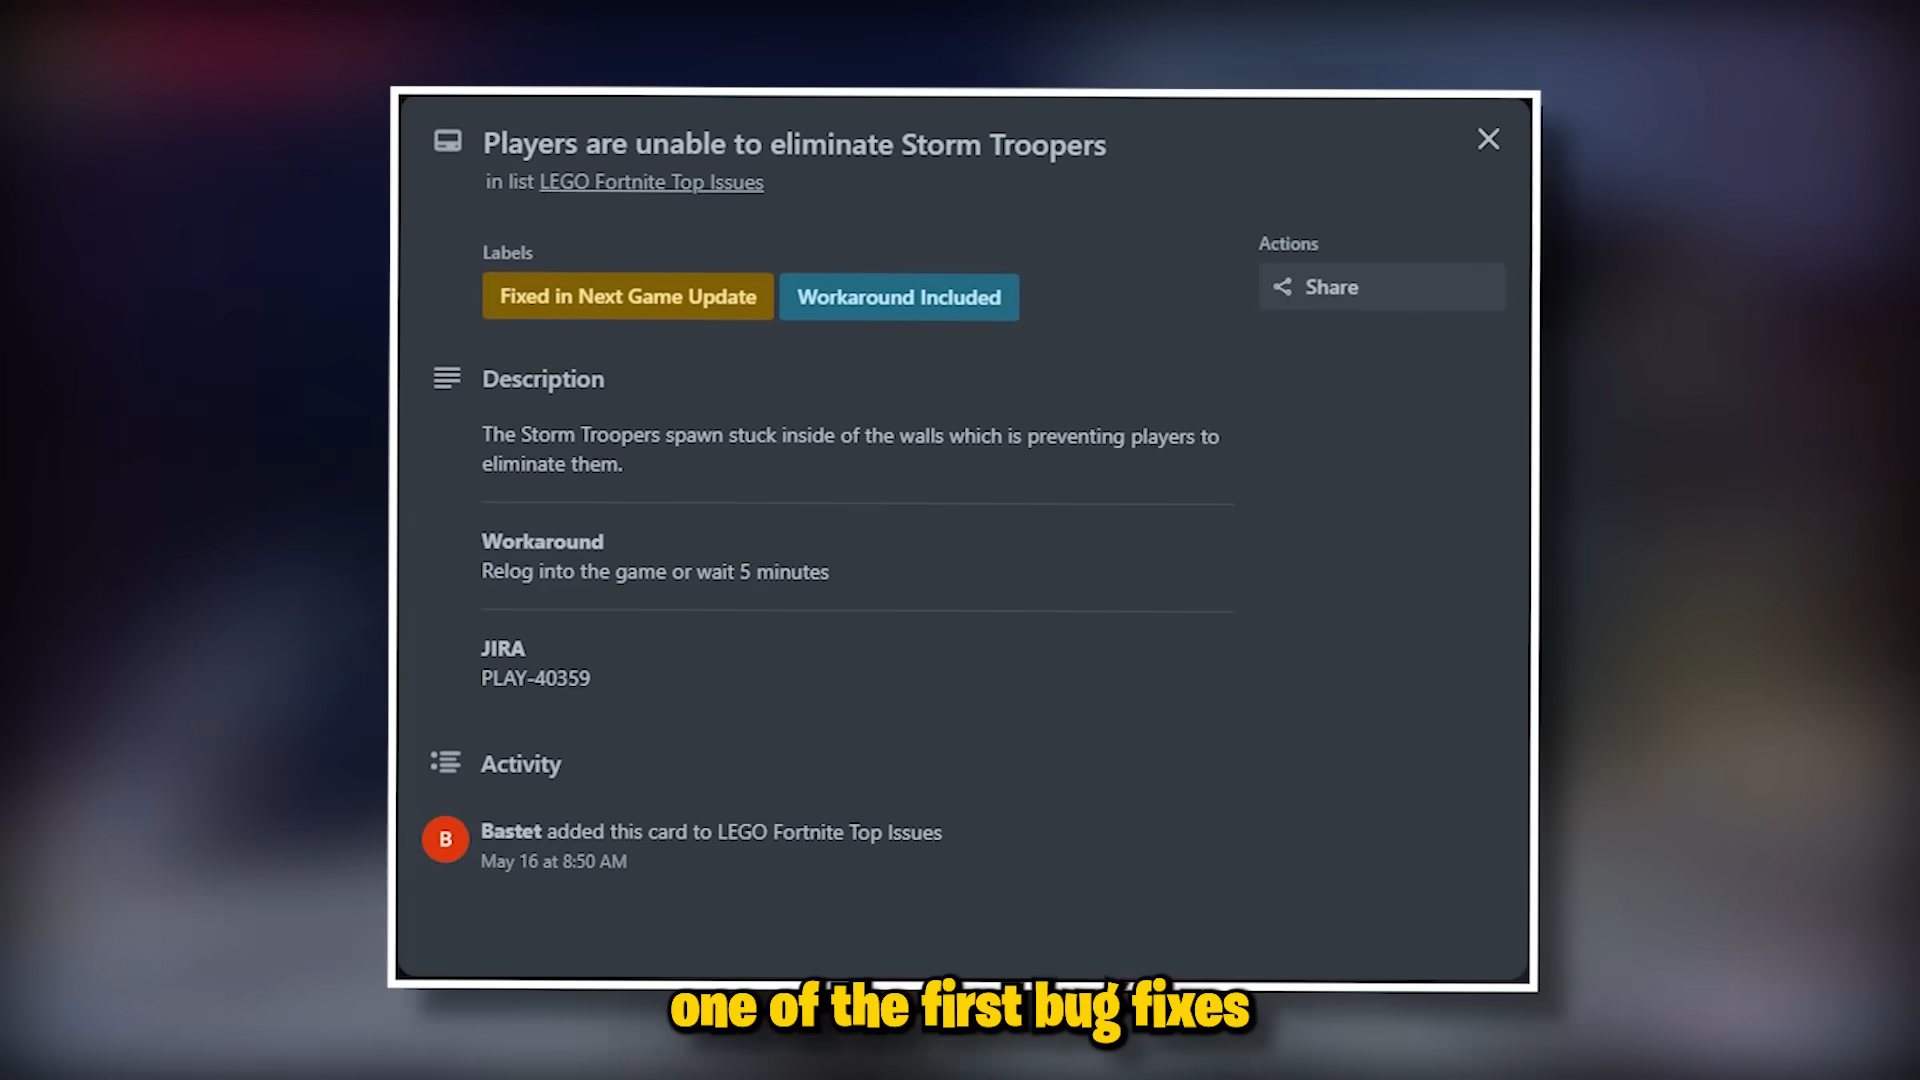 Players are unable to eliminate Storm Troopers
in list LEGO Fortnite Top Issues
Labels
Actions
Fixed in Next Game Update
Workaround Included
Share
Description
The Storm Troopers spawn stuck inside of the walls which is preventing players to
eliminate them.
Workaround
Relog into the game or wait 5 minutes
JIRA
PLAY-40359
Activity
B
Bastet added this card to LEGO Fortnite Top Issues
May 16 at 8:50 AM
one of the first bug fixes